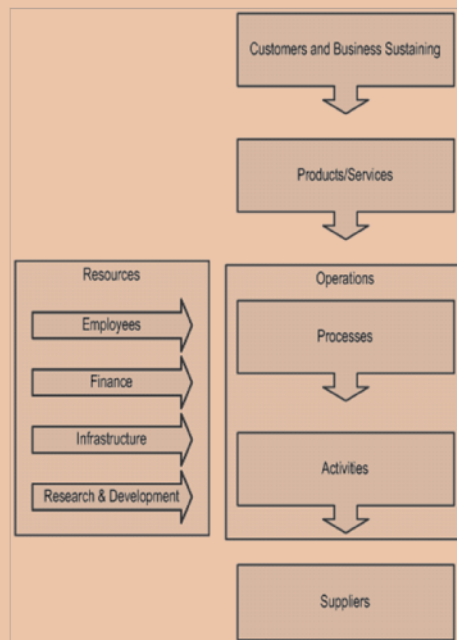 Customers and Business Sustaining
Products/Services
Resources
Employees
Finance
Infrastructure
Research & Development
Operations
Processes
Activities
Suppliers